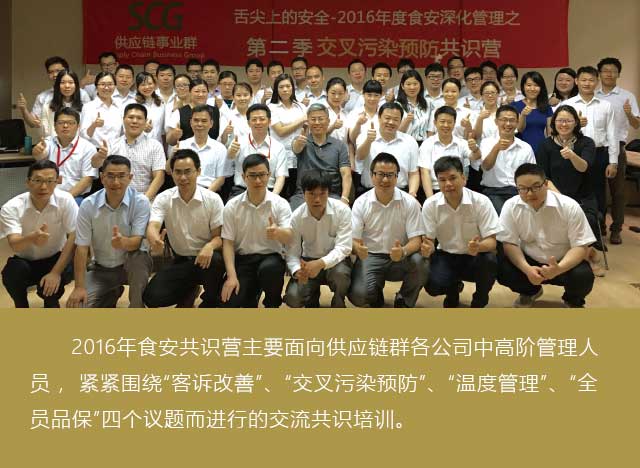 SCG
供应链事业群
Supply Chain Business Group
舌尖上的安全-2016年度食安深化管理之
第二季 交叉污染预防共识营
2016年食安共识营主要面向供应链群各公司中高阶管理人
员 ，紧紧围绕“客诉改善”、“交叉污染预防”、“温度管理”、“全
员品保”四个议题而进行的交流共识培训。